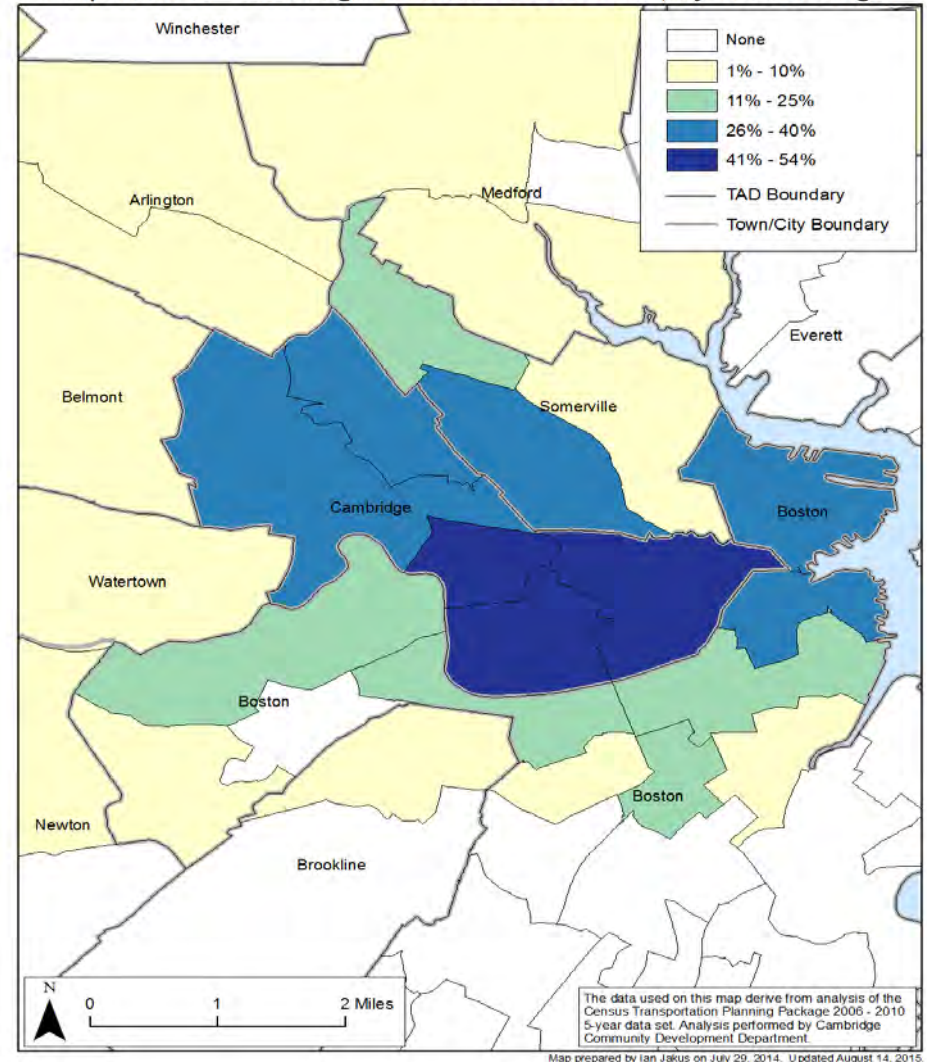 Winchester
None
1% - 10%
11% - 25%
26% - 40%
41% - 54%
TAD Boundary
Town/City Boundary
Arlington
Medford
Everett
Belmont
Somerville
Cambridge
Boston
Watertown
Boston
Boston
Newton
Brookline
N
0 1 2 Miles
The data used on this map derive from analysis of the
Census Transportation Planning Package 2006 - 2010
5-year data set. Analysis performed by Cambridge
Community Development Department.
Map prepared by Ian Jakus on July 29, 2014. Updated August 14, 2015.